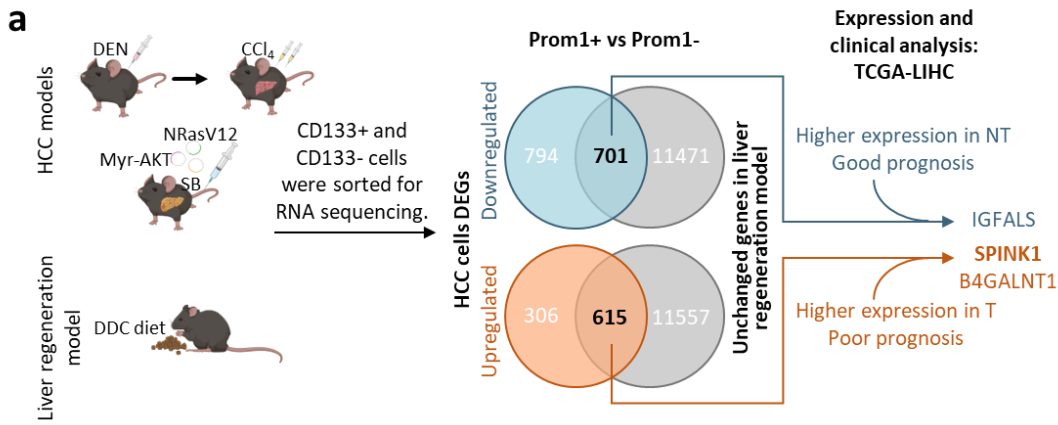 a
HCC models
DEN
CCl4
NRasV12
Myr-AKT
SB
Liver regeneration
model
DDC diet
CD133+ and
CD133- cells
were sorted for
RNA sequencing.
Prom1+ vs Prom1-
HCC cells DEGs
Downregulated
794
701
11471
Upregulated
306
615
11557
Unchanged genes in liver
regeneration model
Expression and
clinical analysis:
TCGA-LIHC
Higher expression in NT
Good prognosis
IGFALS
SPINK1
B4GALNT1
Higher expression in T
Poor prognosis